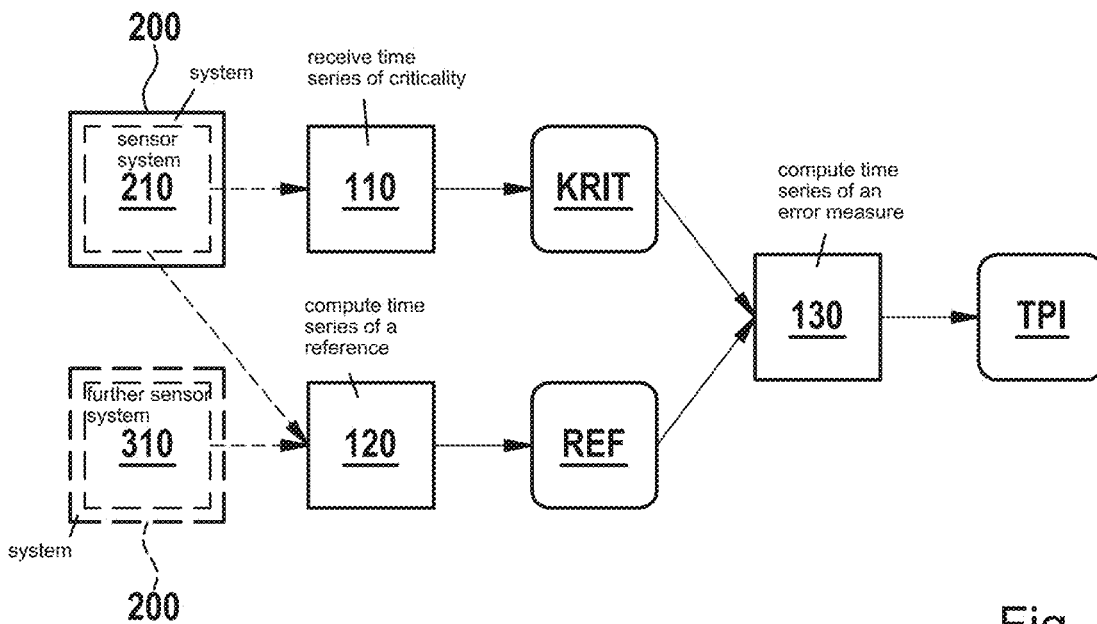 200
system
receive time
series of criticality
sensor
system
210
110
KRIT
compute time
series of an
error measure
130
TPI
compute time
series of a
reference
further sensor
system
310
120
REF
system
200
Fig